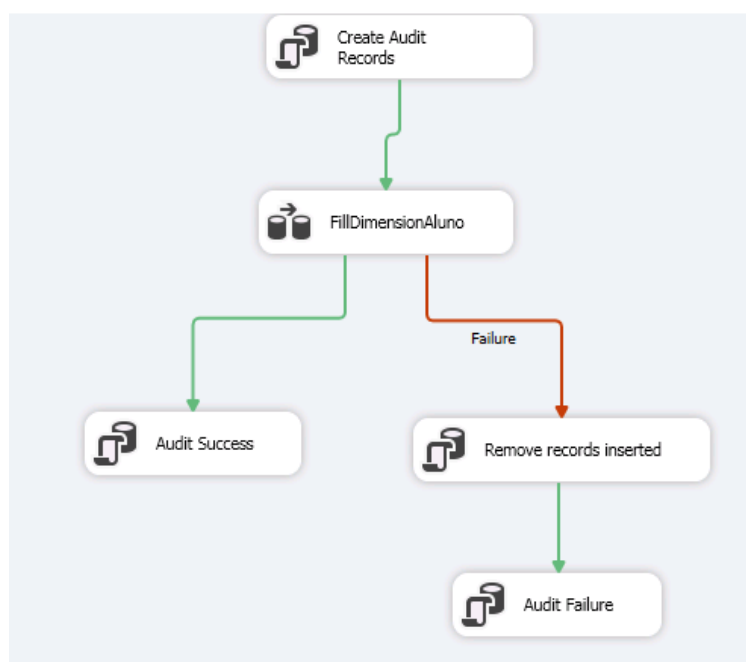 Create Audit
Records
FillDimensionAluno
Failure
Audit Success
Remove records inserted
Audit Failure